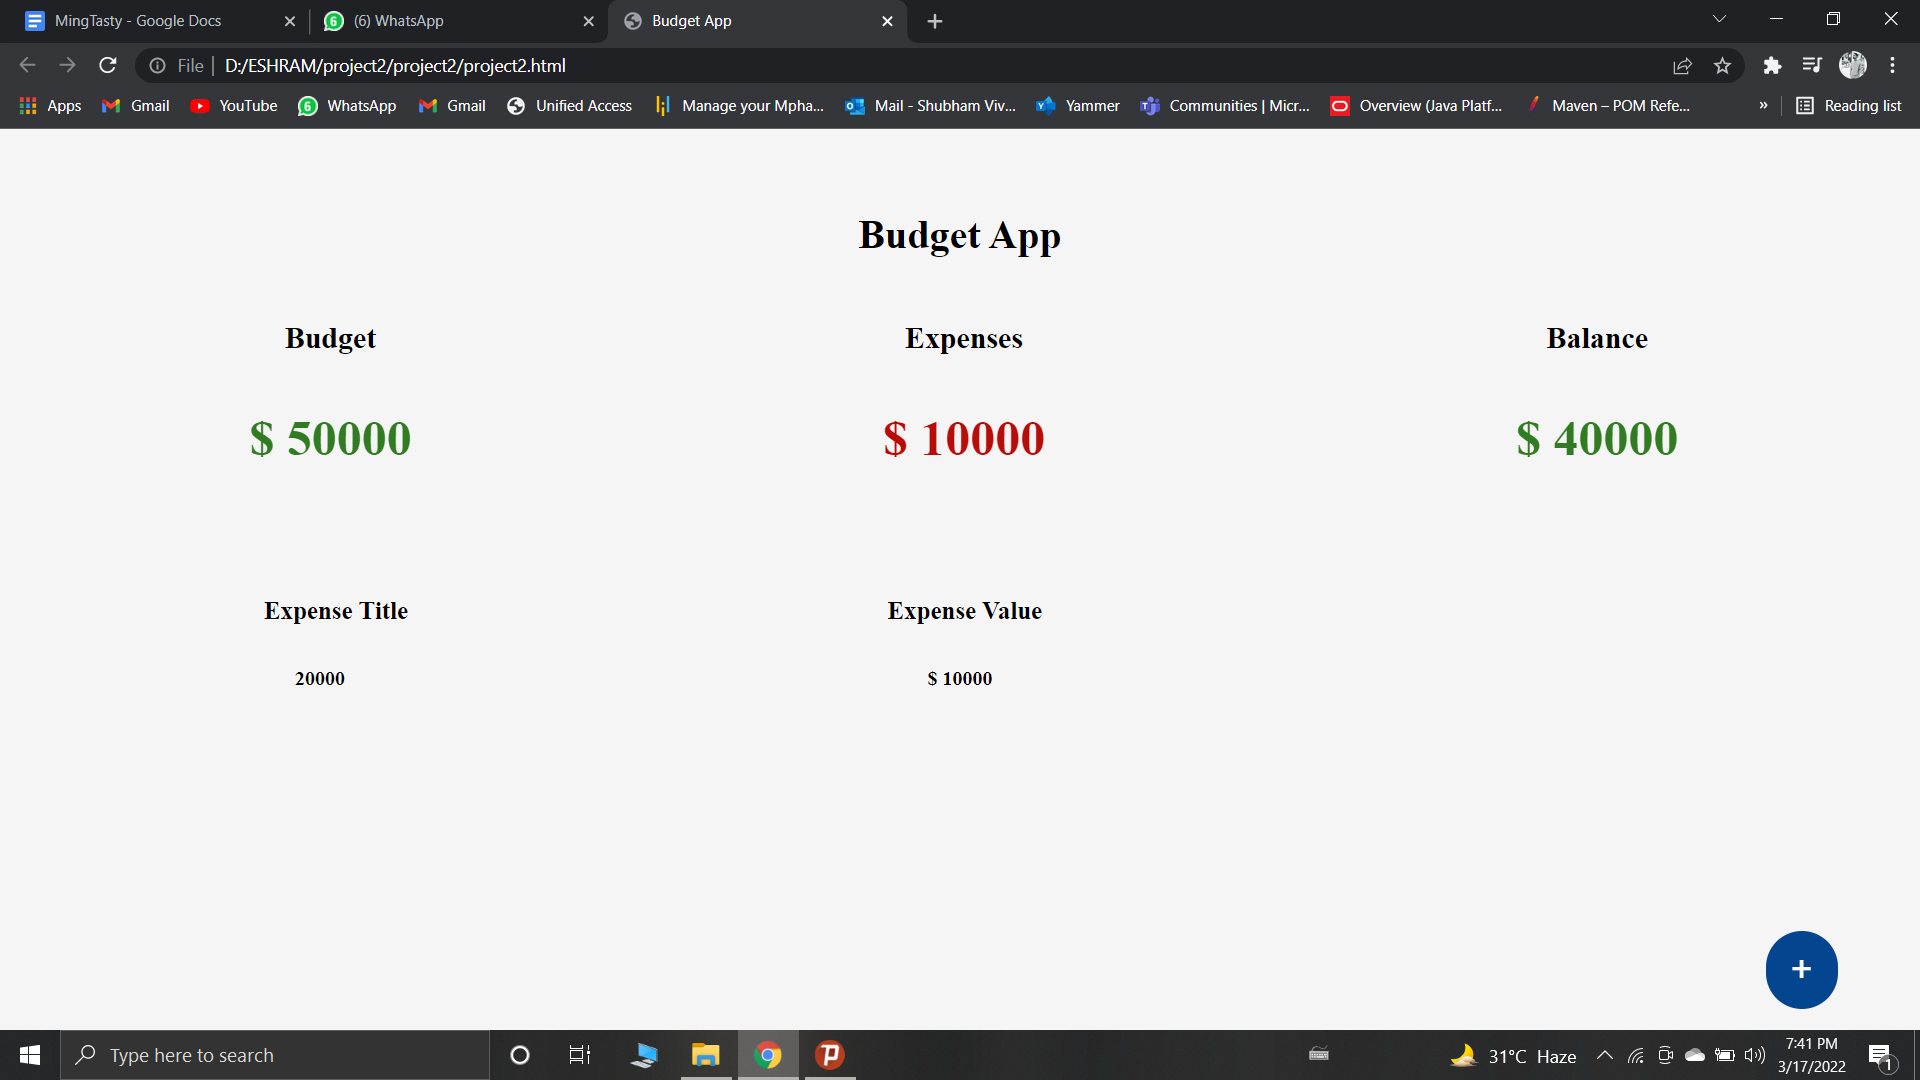 MingTasty - Google Docs
(6) WhatsApp
Budget App
File
D:/ESHRAM/project2/project2/project2.html
Apps
Gmail
YouTube
6
WhatsApp
Gmail
Unified Access
Manage your Mpha...
Mail - Shubham Viv...
Yammer
Communities | Micr...
Overview (Java Platf...
Maven – POM Refe...
»
Reading list
Budget App
Budget Expenses Balance
$ 50000 $ 10000 $ 40000
Expense Title Expense Value
20000 $ 10000
+
Type here to search
31°C Haze
7:41 PM
3/17/2022
1